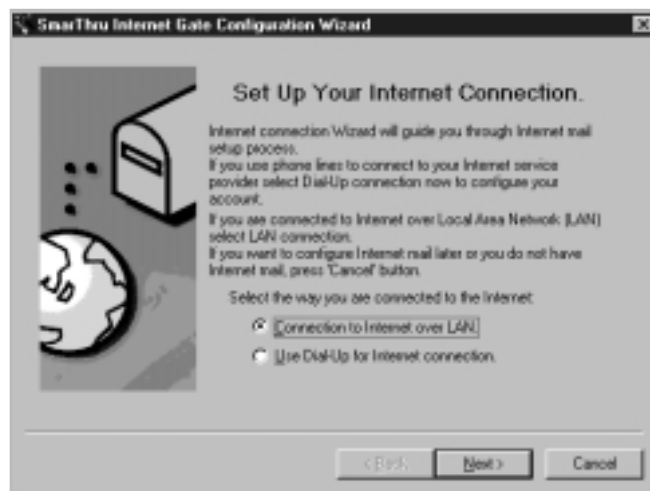 SmarThru Internet Gate Configuration Wizard
Set Up Your Internet Connection.
Internet connection Wizard will guide you through Internet mail
setup process.
If you use phone lines to connect to your Internet service
provider select Dial-Up connection now to configure your
account.
If you are connected to Internet over Local Area Network (LAN)
select LAN connection.
If you want to configure Internet mail later or you do not have
Internet mail, press 'Cancel' button.
Select the way you are connected to the Internet:
Connection to Internet over LAN.
Use Dial-Up for Internet connection.
< Back
Next >
Cancel